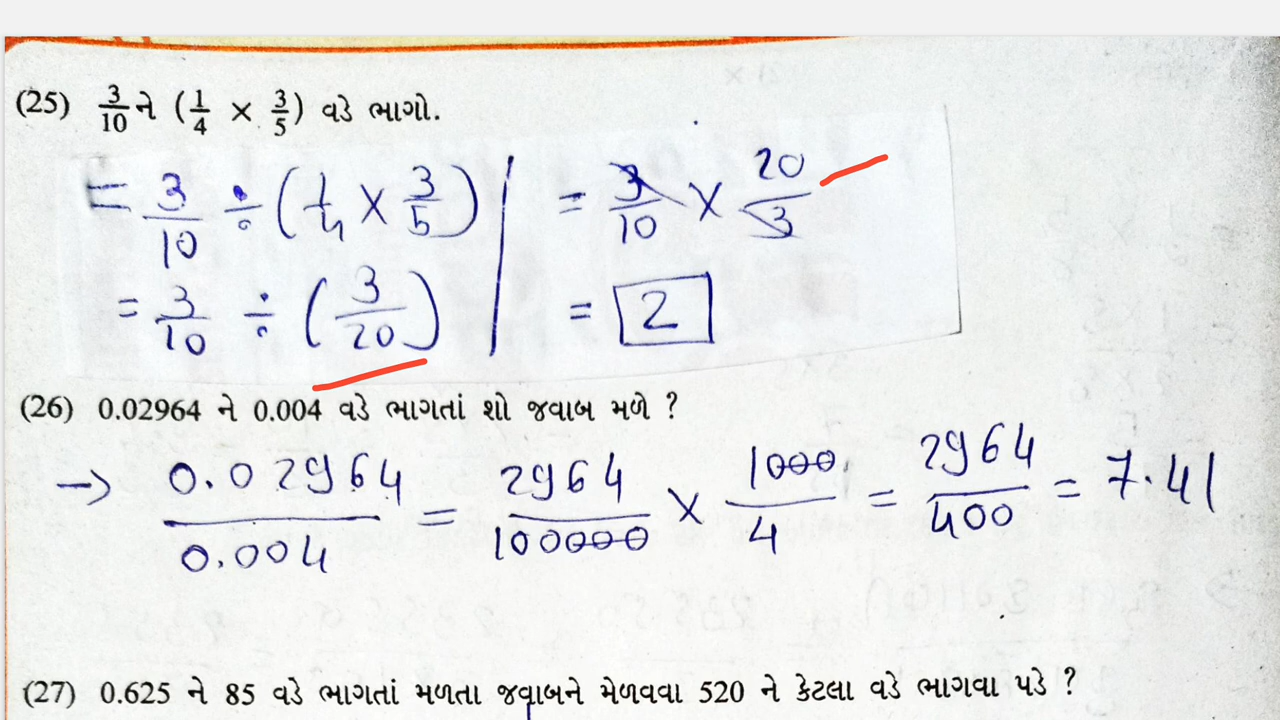 (25) 3/10 ને (1/4 × 3/5) વડે ભાગો.
= 3/10 ÷ (1/4 × 3/5) | = 3/10 × 20/3
= 3/10 ÷ (3/20) | = 2
(26) 0.02964 ને 0.004 વડે ભાગતાં શો જવાબ મળે ?
→ 0.02964/0.004 = 2964/100000 × 1000/4 = 2964/400 = 7.41
(27) 0.625 ને 85 વડે ભાગતાં મળતા જવાબને મેળવવા 520 ને કેટલા વડે ભાગવા પડે ?